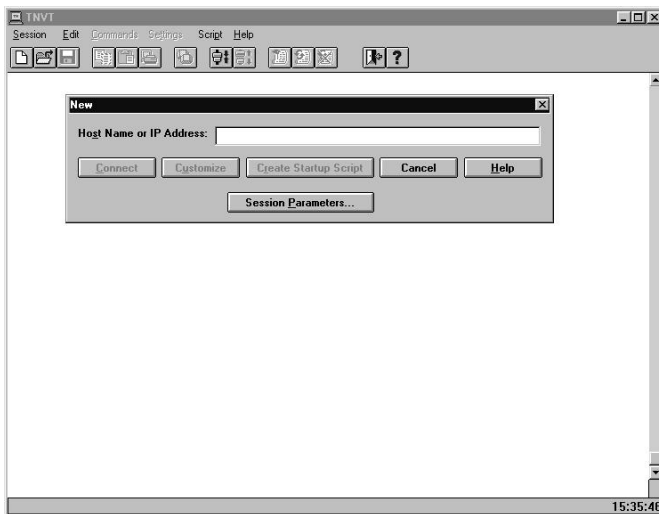 TNVT
Session Edit Commands Settings Script Help
New
Host Name or IP Address:
Connect Customize Create Startup Script Cancel Help
Session Parameters...
15:35:46